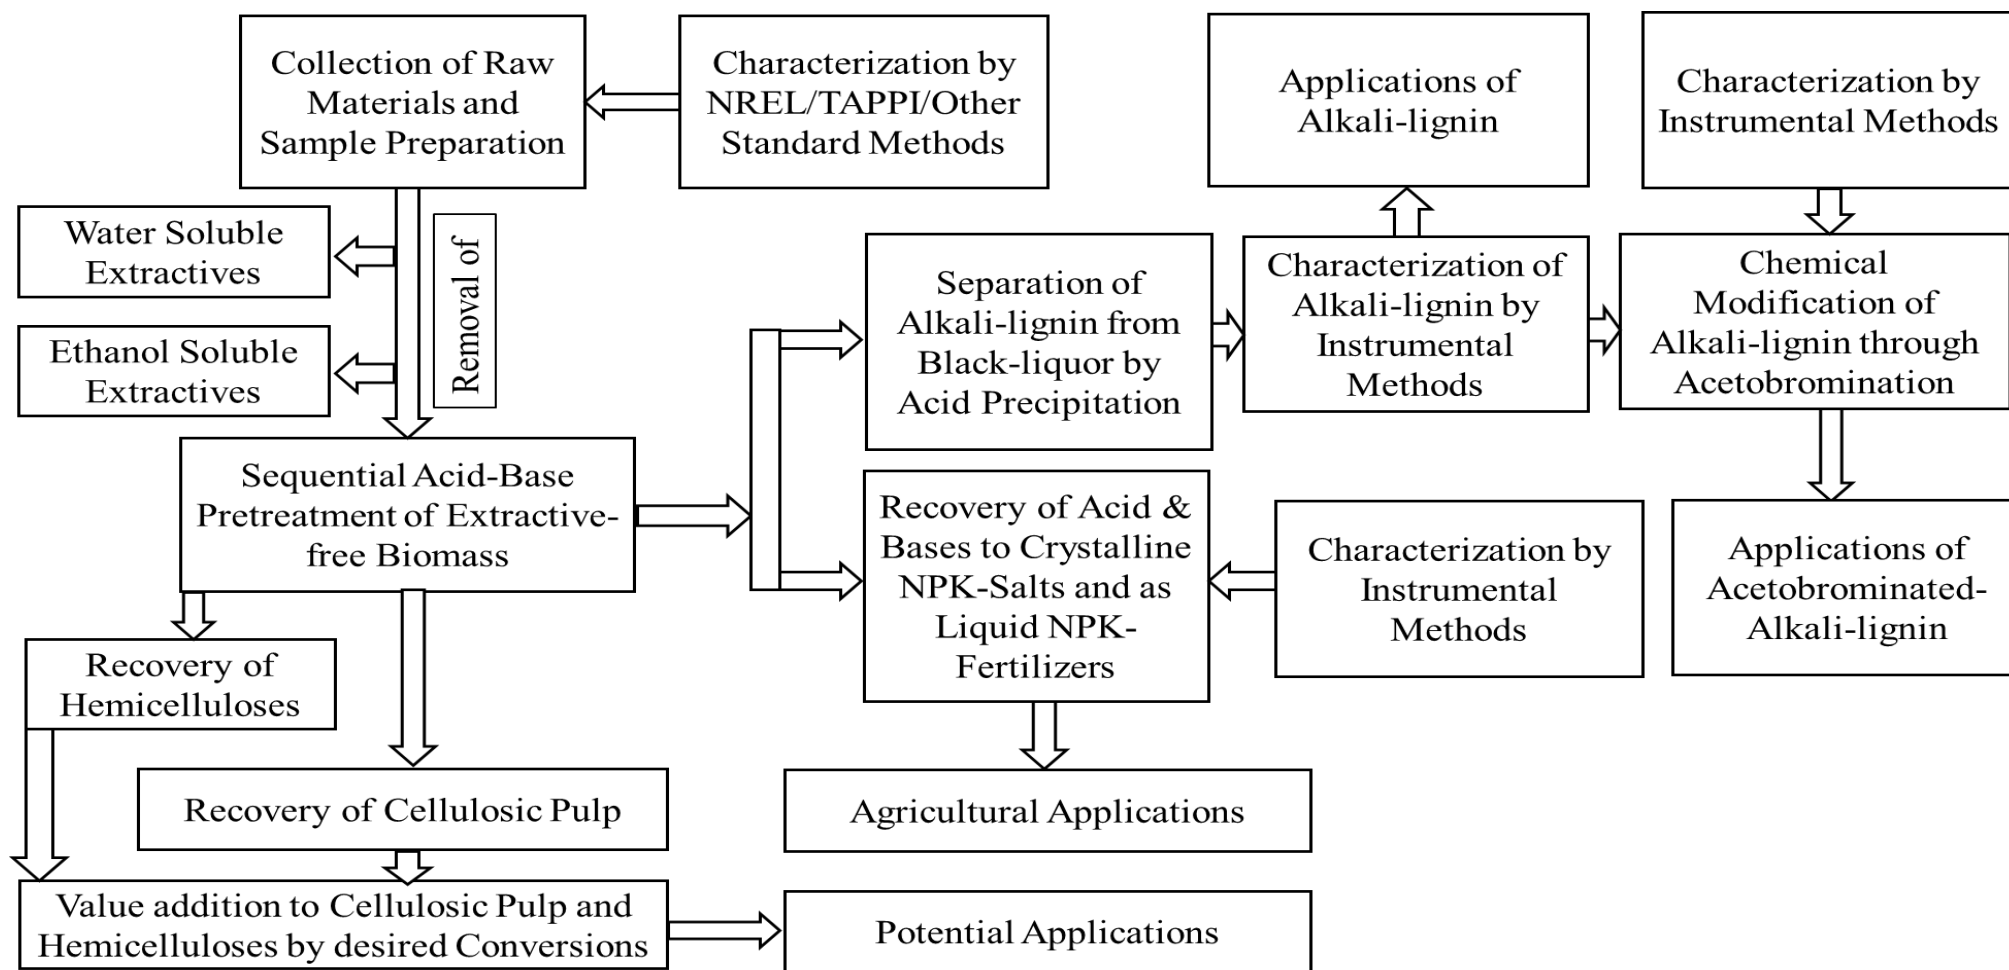 Collection of Raw
Materials and
Sample Preparation
Characterization by
NREL/TAPPI/Other
Standard Methods
Applications of
Alkali-lignin
Characterization by
Instrumental Methods
Water Soluble
Extractives
Ethanol Soluble
Extractives
Removal of
Separation of
Alkali-lignin from
Black-liquor by
Acid Precipitation
Characterization of
Alkali-lignin by
Instrumental
Methods
Chemical
Modification of
Alkali-lignin through
Acetobromination
Sequential Acid-Base
Pretreatment of Extractive-
free Biomass
Recovery of Acid &
Bases to Crystalline
NPK-Salts and as
Liquid NPK-
Fertilizers
Characterization by
Instrumental
Methods
Applications of
Acetobrominated-
Alkali-lignin
Recovery of
Hemicelluloses
Recovery of Cellulosic Pulp
Agricultural Applications
Value addition to Cellulosic Pulp and
Hemicelluloses by desired Conversions
Potential Applications